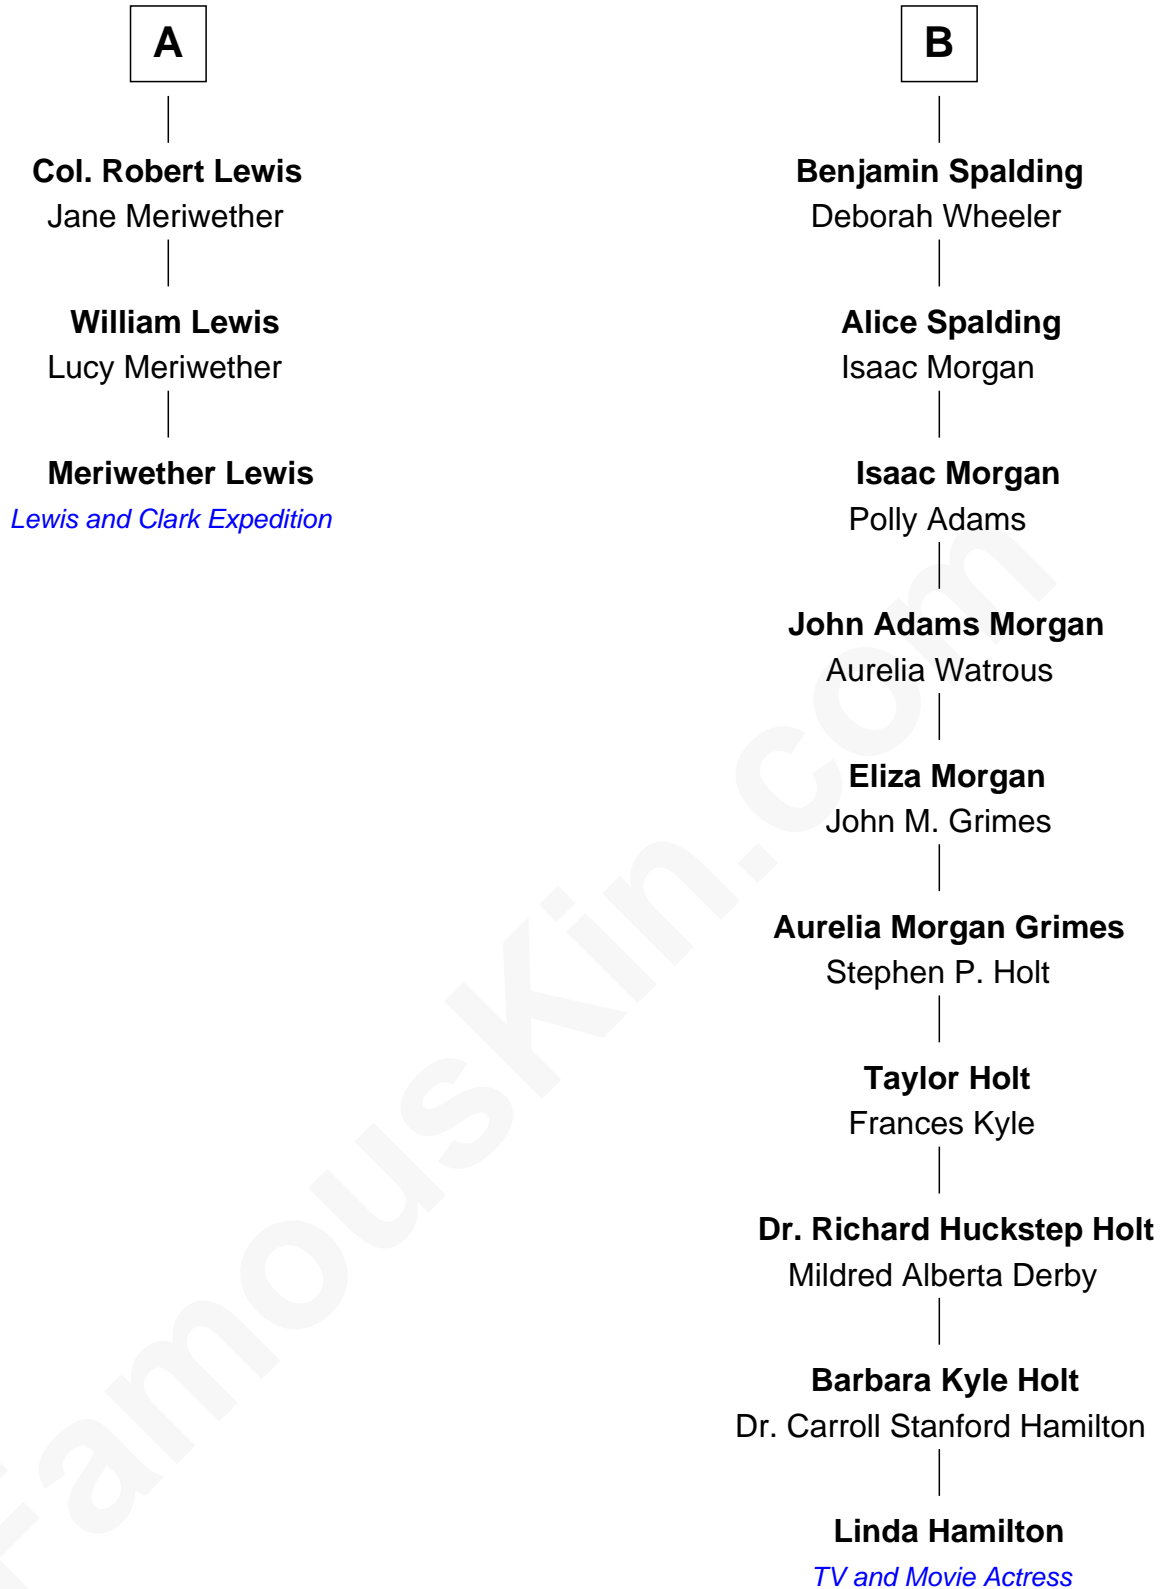 A
Col. Robert Lewis
Jane Meriwether
William Lewis
Lucy Meriwether
Meriwether Lewis
Lewis and Clark Expedition
B
Benjamin Spalding
Deborah Wheeler
Alice Spalding
Isaac Morgan
Isaac Morgan
Polly Adams
John Adams Morgan
Aurelia Watrous
Eliza Morgan
John M. Grimes
Aurelia Morgan Grimes
Stephen P. Holt
Taylor Holt
Frances Kyle
Dr. Richard Huckstep Holt
Mildred Alberta Derby
Barbara Kyle Holt
Dr. Carroll Stanford Hamilton
Linda Hamilton
TV and Movie Actress
FamousKin.com